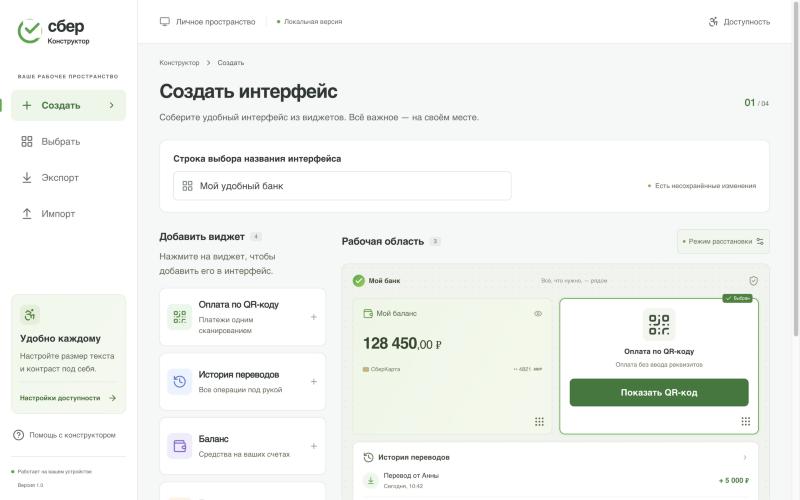 сбер
Конструктор
ВАШЕ РАБОЧЕЕ ПРОСТРАНСТВО
Создать
Выбрать
Экспорт
Импорт
Удобно каждому
Настройте размер текста
и контраст под себя.
Настройки доступности
Помощь с конструктором
Работает на вашем устройстве
Версия 1.0
Личное пространство
Локальная версия
Доступность
Конструктор
Создать
Создать интерфейс
Соберите удобный интерфейс из виджетов. Всё важное — на своём месте.
01 / 04
Строка выбора названия интерфейса
Мой удобный банк
Есть несохранённые изменения
Добавить виджет 4
Нажмите на виджет, чтобы
добавить его в интерфейс.
Оплата по QR-коду
Платежи одним
сканированием
История переводов
Все операции под рукой
Баланс
Средства на ваших счетах
Рабочая область 3
Режим расстановки
Мой банк
Всё, что нужно, — рядом
Мой баланс
128 450,00 ₽
СберКарта
•• 4821
МИР
Выбран
Оплата по QR-коду
Оплата без ввода реквизитов
Показать QR-код
История переводов
Перевод от Анны
Сегодня, 10:42
+ 5 000 ₽